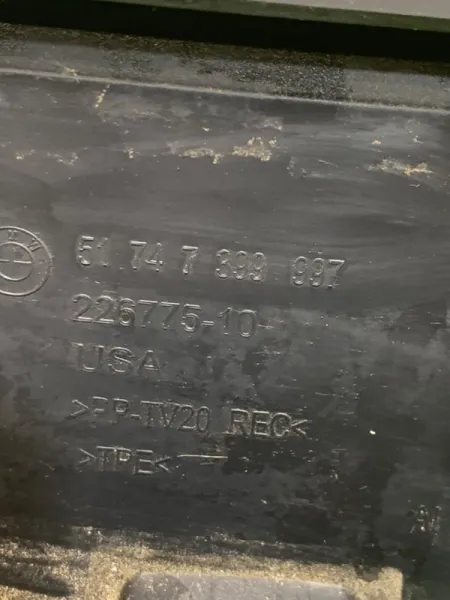 51 74 7 399 997
226775-10
USA
>PP-TV20 REC<
>TPE<